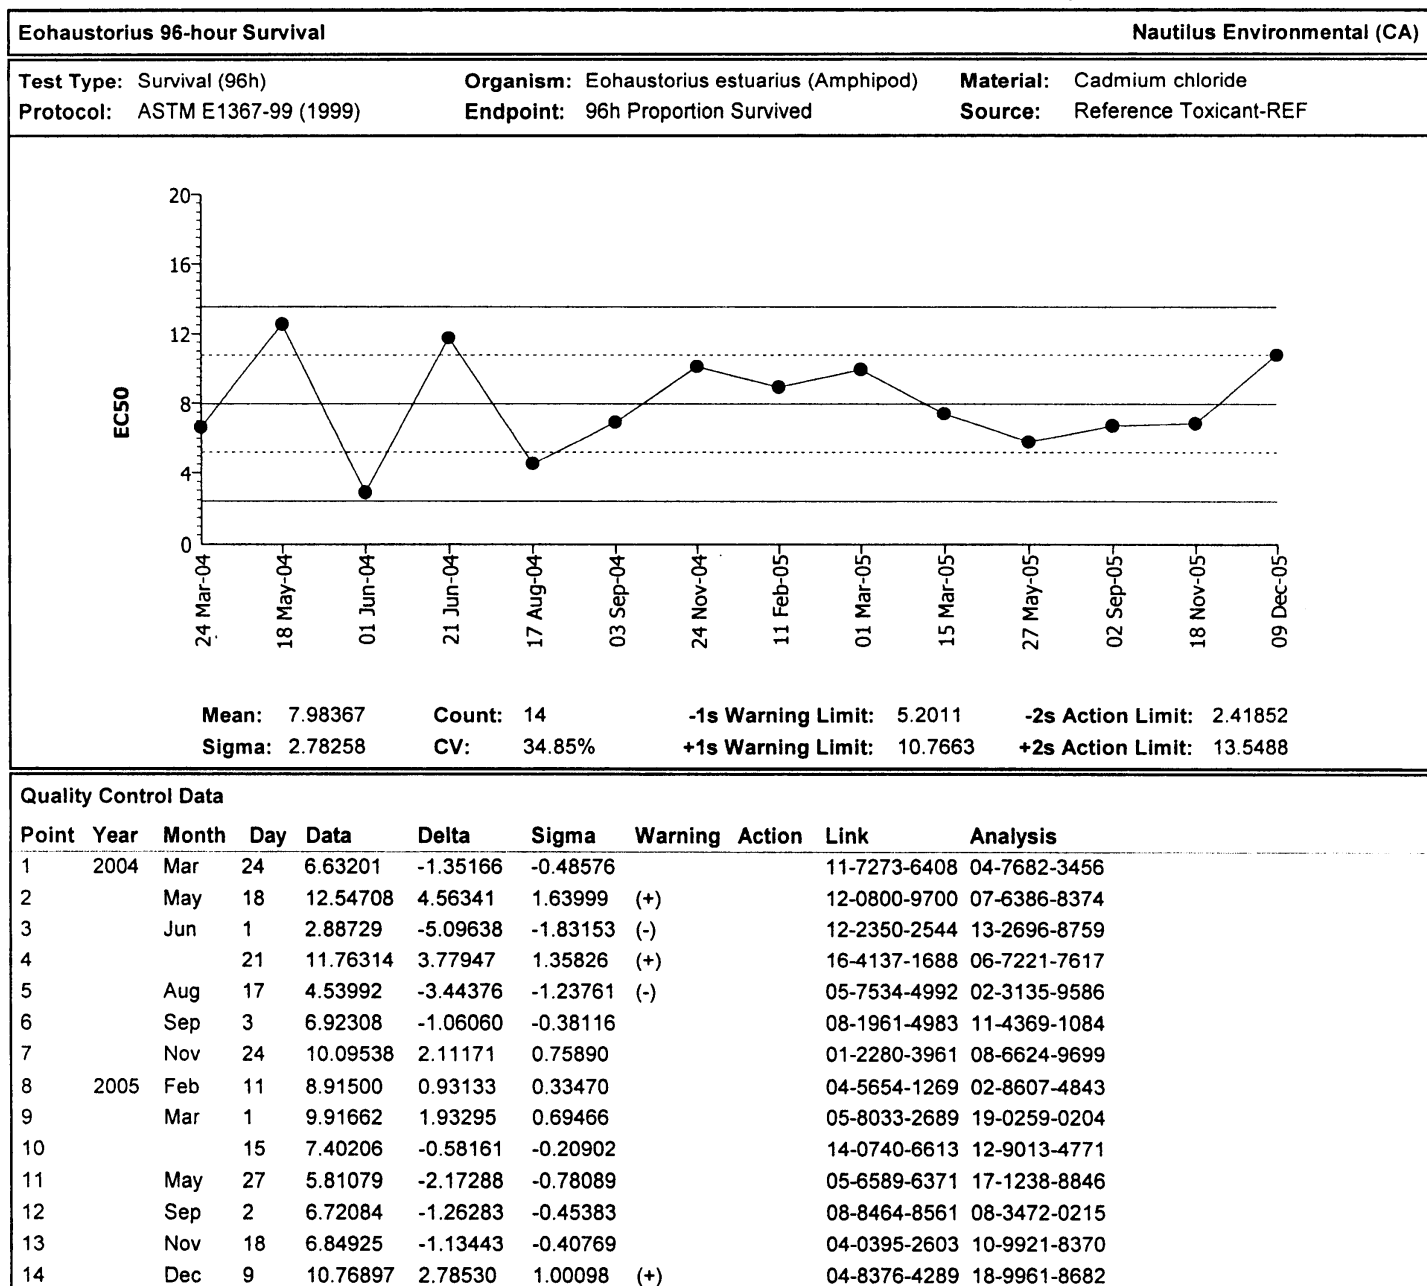 Eohaustorius 96-hour Survival Nautilus Environmental (CA)
Test Type: Survival (96h) Organism: Eohaustorius estuarius (Amphipod) Material: Cadmium chloride
Protocol: ASTM E1367-99 (1999) Endpoint: 96h Proportion Survived Source: Reference Toxicant-REF
20
16
12
8
4
0
EC50
24 Mar-04
18 May-04
01 Jun-04
21 Jun-04
17 Aug-04
03 Sep-04
24 Nov-04
11 Feb-05
01 Mar-05
15 Mar-05
27 May-05
02 Sep-05
18 Nov-05
09 Dec-05
Mean: 7.98367 Count: 14 -1s Warning Limit: 5.2011 -2s Action Limit: 2.41852
Sigma: 2.78258 CV: 34.85% +1s Warning Limit: 10.7663 +2s Action Limit: 13.5488
Quality Control Data
Point Year Month Day Data Delta Sigma Warning Action Link Analysis
1 2004 Mar 24 6.63201 -1.35166 -0.48576 11-7273-6408 04-7682-3456
2 May 18 12.54708 4.56341 1.63999 (+) 12-0800-9700 07-6386-8374
3 Jun 1 2.88729 -5.09638 -1.83153 (-) 12-2350-2544 13-2696-8759
4 21 11.76314 3.77947 1.35826 (+) 16-4137-1688 06-7221-7617
5 Aug 17 4.53992 -3.44376 -1.23761 (-) 05-7534-4992 02-3135-9586
6 Sep 3 6.92308 -1.06060 -0.38116 08-1961-4983 11-4369-1084
7 Nov 24 10.09538 2.11171 0.75890 01-2280-3961 08-6624-9699
8 2005 Feb 11 8.91500 0.93133 0.33470 04-5654-1269 02-8607-4843
9 Mar 1 9.91662 1.93295 0.69466 05-8033-2689 19-0259-0204
10 15 7.40206 -0.58161 -0.20902 14-0740-6613 12-9013-4771
11 May 27 5.81079 -2.17288 -0.78089 05-6589-6371 17-1238-8846
12 Sep 2 6.72084 -1.26283 -0.45383 08-8464-8561 08-3472-0215
13 Nov 18 6.84925 -1.13443 -0.40769 04-0395-2603 10-9921-8370
14 Dec 9 10.76897 2.78530 1.00098 (+) 04-8376-4289 18-9961-8682